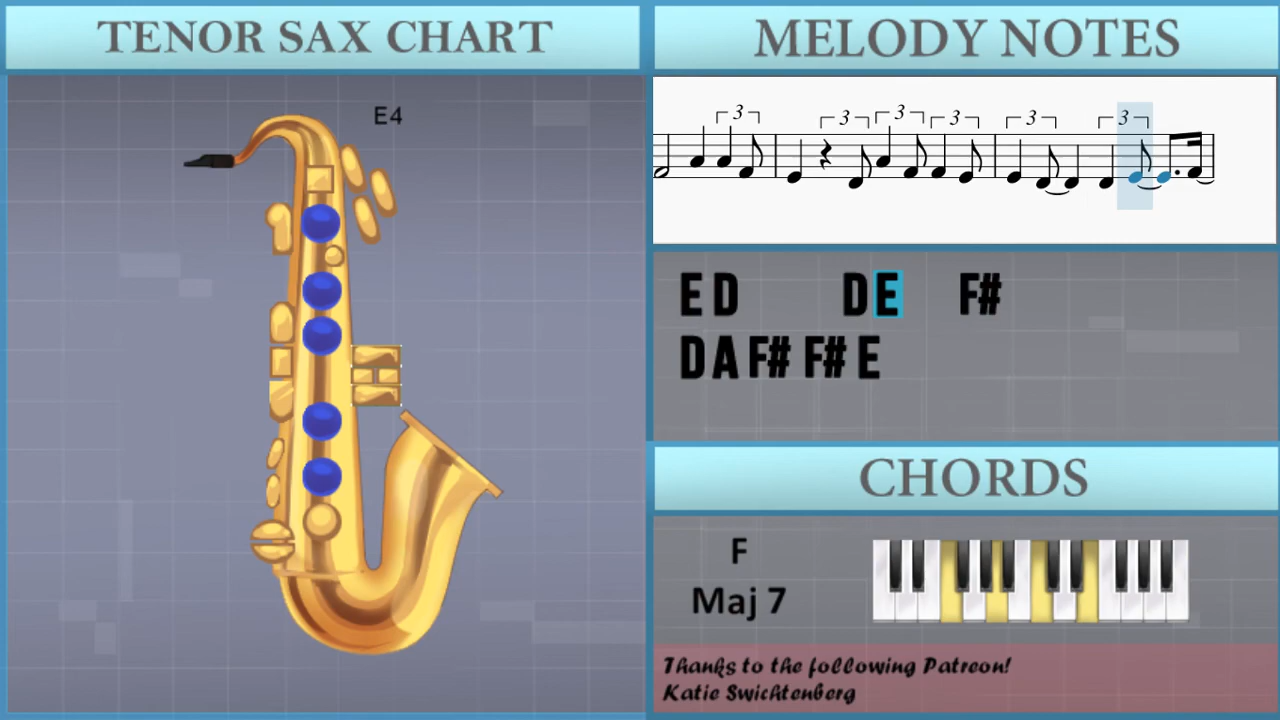 TENOR SAX CHART
E4
MELODY NOTES
3 3 3 3 3 3
E D D E F#
D A F# F# E
CHORDS
F
Maj 7
Thanks to the following Patreon!
Katie Swichtenberg